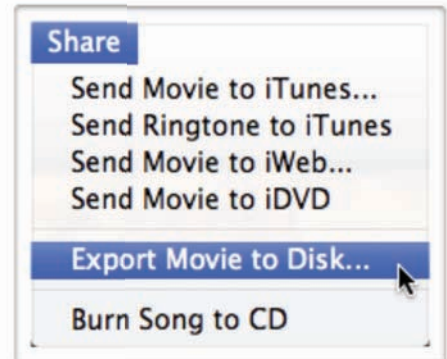 Share
Send Movie to iTunes...
Send Ringtone to iTunes
Send Movie to iWeb...
Send Movie to iDVD
Export Movie to Disk...
Burn Song to CD